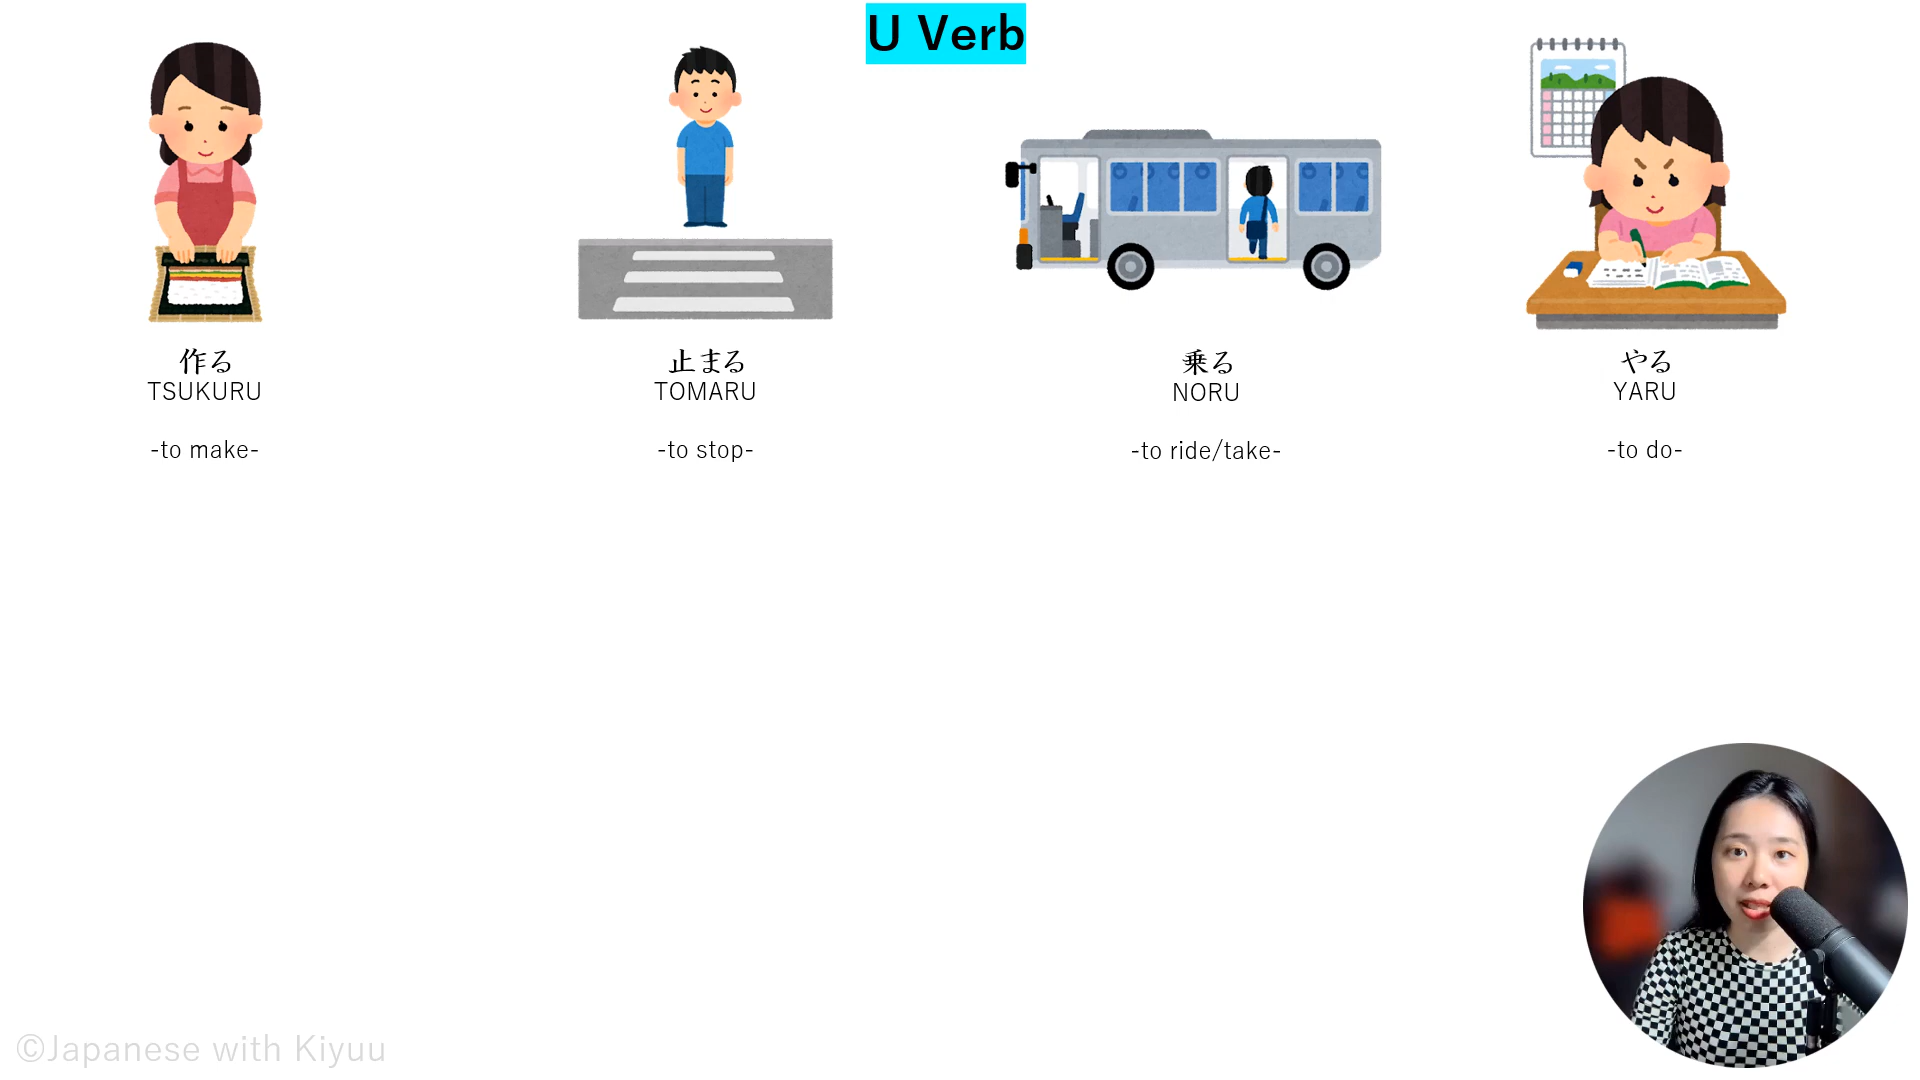 U Verb
作る
TSUKURU
-to make-
止まる
TOMARU
-to stop-
乗る
NORU
-to ride/take-
やる
YARU
-to do-
©Japanese with Kiyuu